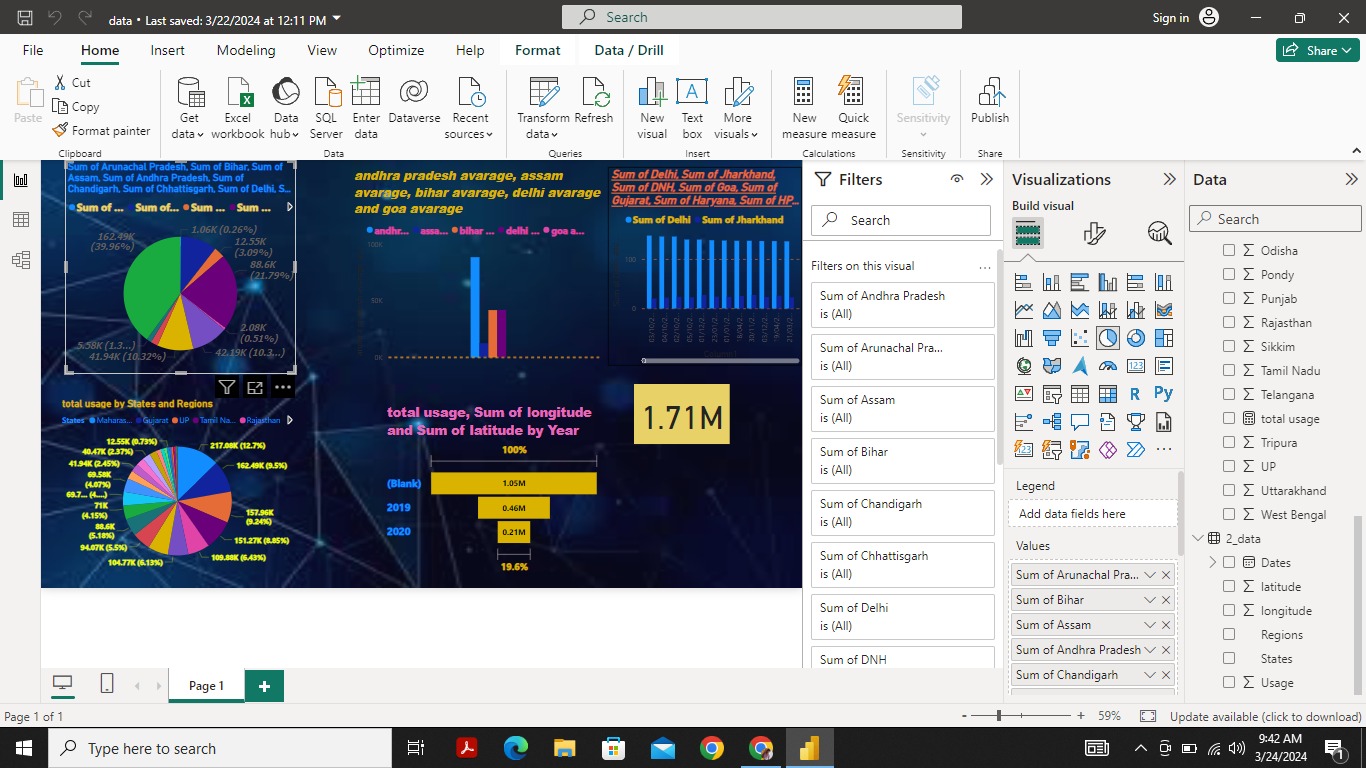 data • Last saved: 3/22/2024 at 12:11 PM
Search
Sign in
File Home Insert Modeling View Optimize Help Format Data / Drill
Share
Paste
Cut
Copy
Format painter
Clipboard
Get data
Excel workbook
Data hub
SQL Server
Enter data
Dataverse
Recent sources
Data
Transform data
Refresh
Queries
New visual
Text box
More visuals
Insert
New measure
Quick measure
Calculations
Sensitivity
Sensitivity
Publish
Share
Sum of Arunachal Pradesh, Sum of Bihar, Sum of
Assam, Sum of Andhra Pradesh, Sum of
Chandigarh, Sum of Chhattisgarh, Sum of Delhi, S...
Sum of ... Sum of... Sum ... Sum ...
162.49K
(39.96%)
1.06K (0.26%)
12.55K
(3.09%)
88.6K
(21.79%)
2.08K
(0.51%)
42.19K (10.3...)
41.94K (10.32%)
5.58K (1.3...)
andhra pradesh avarage, assam
avarage, bihar avarage, delhi avarage
and goa avarage
andhr... assa... bihar ... delhi ... goa a...
100K
50K
0K
Sum of Delhi, Sum of Jharkhand,
Sum of DNH, Sum of Goa, Sum of
Gujarat, Sum of Haryana, Sum of HP...
Sum of Delhi Sum of Jharkhand
100
0
total usage by States and Regions
States Maharas... Gujarat UP Tamil Na... Rajasthan
12.55K (0.73%)
40.47K (2.37%)
41.94K (2.45%)
69.58K
(4.07%)
69.7... (4....)
71K
(4.15%)
88.6K
(5.18%)
94.07K (5.5%)
104.77K (6.13%)
217.08K (12.7%)
162.49K (9.5%)
157.96K
(9.24%)
151.27K (8.85%)
109.88K (6.43%)
total usage, Sum of longitude
and Sum of latitude by Year
100%
(Blank) 1.05M
2019 0.46M
2020 0.21M
19.6%
1.71M
Filters
Search
Filters on this visual
Sum of Andhra Pradesh
is (All)
Sum of Arunachal Pra...
is (All)
Sum of Assam
is (All)
Sum of Bihar
is (All)
Sum of Chandigarh
is (All)
Sum of Chhattisgarh
is (All)
Sum of Delhi
is (All)
Sum of DNH
Visualizations
Build visual
R Py
123
Legend
Add data fields here
Values
Sum of Arunachal Pra...
Sum of Bihar
Sum of Assam
Sum of Andhra Pradesh
Sum of Chandigarh
Data
Search
Odisha
Pondy
Punjab
Rajasthan
Sikkim
Tamil Nadu
Telangana
total usage
Tripura
UP
Uttarakhand
West Bengal
2_data
Dates
latitude
longitude
Regions
States
Usage
Page 1
Page 1 of 1
59%
Update available (click to download)
Type here to search
9:42 AM
3/24/2024
1